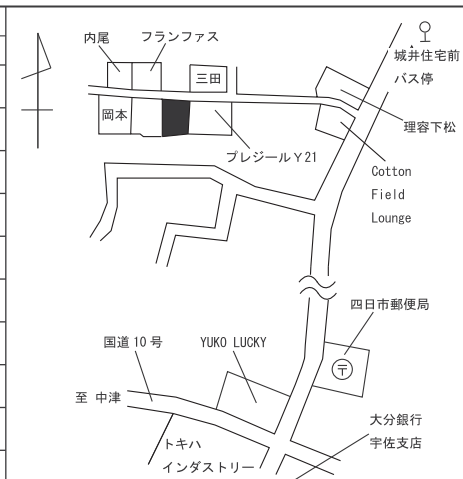 内尾
フランファス
城井住宅前
バス停
三田
岡本
理容下松
プレジールY21
Cotton
Field
Lounge
四日市郵便局
〒
国道10号
YUKO LUCKY
至 中津
大分銀行
宇佐支店
トキハ
インダストリー